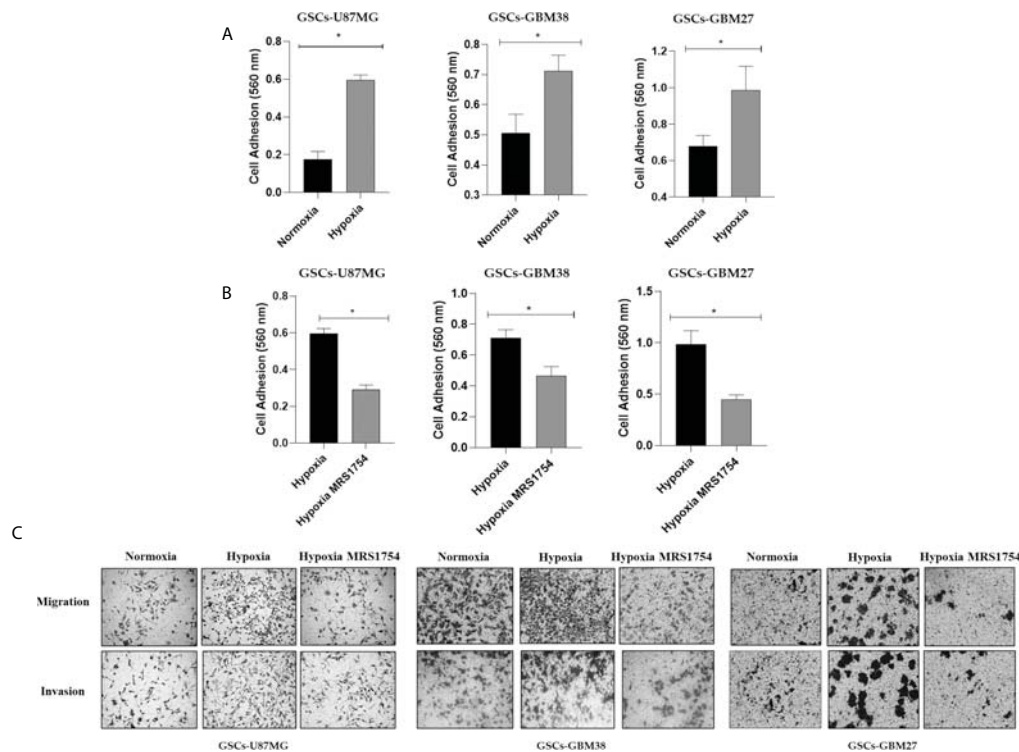 A
GSCs-U87MG
*
Cell Adhesion (560 nm)
0.8
0.6
0.4
0.2
0.0
Normoxia
Hypoxia
GSCs-GBM38
*
Cell Adhesion (560 nm)
0.8
0.7
0.6
0.5
0.4
0.3
Normoxia
Hypoxia
GSCs-GBM27
*
Cell Adhesion (560 nm)
1.2
1.0
0.8
0.6
0.4
Normoxia
Hypoxia
B
GSCs-U87MG
*
Cell Adhesion (560 nm)
0.8
0.6
0.4
0.2
0.0
Hypoxia
Hypoxia MRS1754
GSCs-GBM38
*
Cell Adhesion (560 nm)
1.0
0.8
0.6
0.4
0.2
0.0
Hypoxia
Hypoxia MRS1754
GSCs-GBM27
*
Cell Adhesion (560 nm)
1.5
1.0
0.5
0.0
Hypoxia
Hypoxia MRS1754
C
Normoxia Hypoxia Hypoxia MRS1754 Normoxia Hypoxia Hypoxia MRS1754 Normoxia Hypoxia Hypoxia MRS1754
Migration
Invasion
GSCs-U87MG GSCs-GBM38 GSCs-GBM27